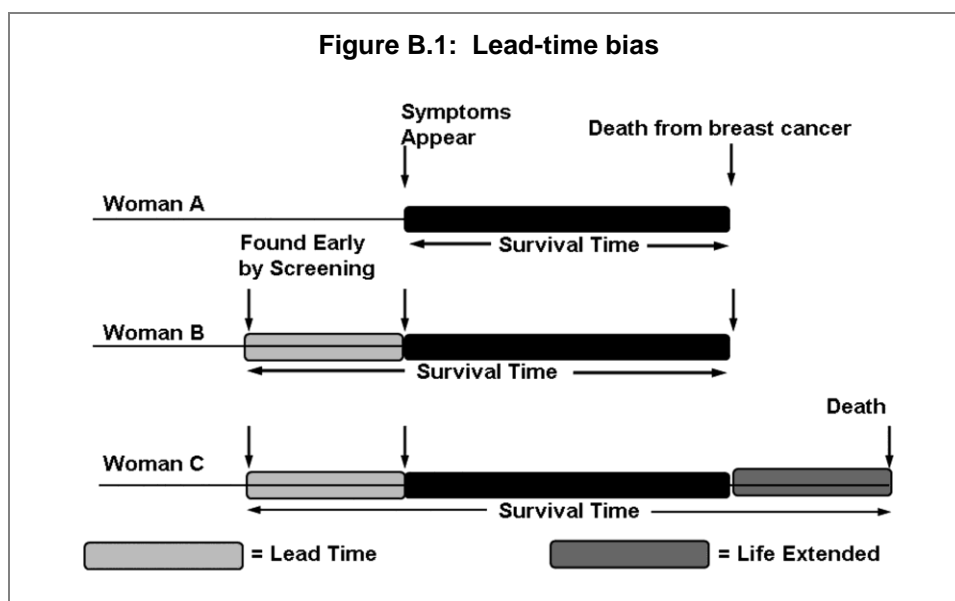 Figure B.1: Lead-time bias
Symptoms
Appear
Death from breast cancer
Woman A
Survival Time
Found Early
by Screening
Woman B
Survival Time
Death
Woman C
Survival Time
= Lead Time
= Life Extended